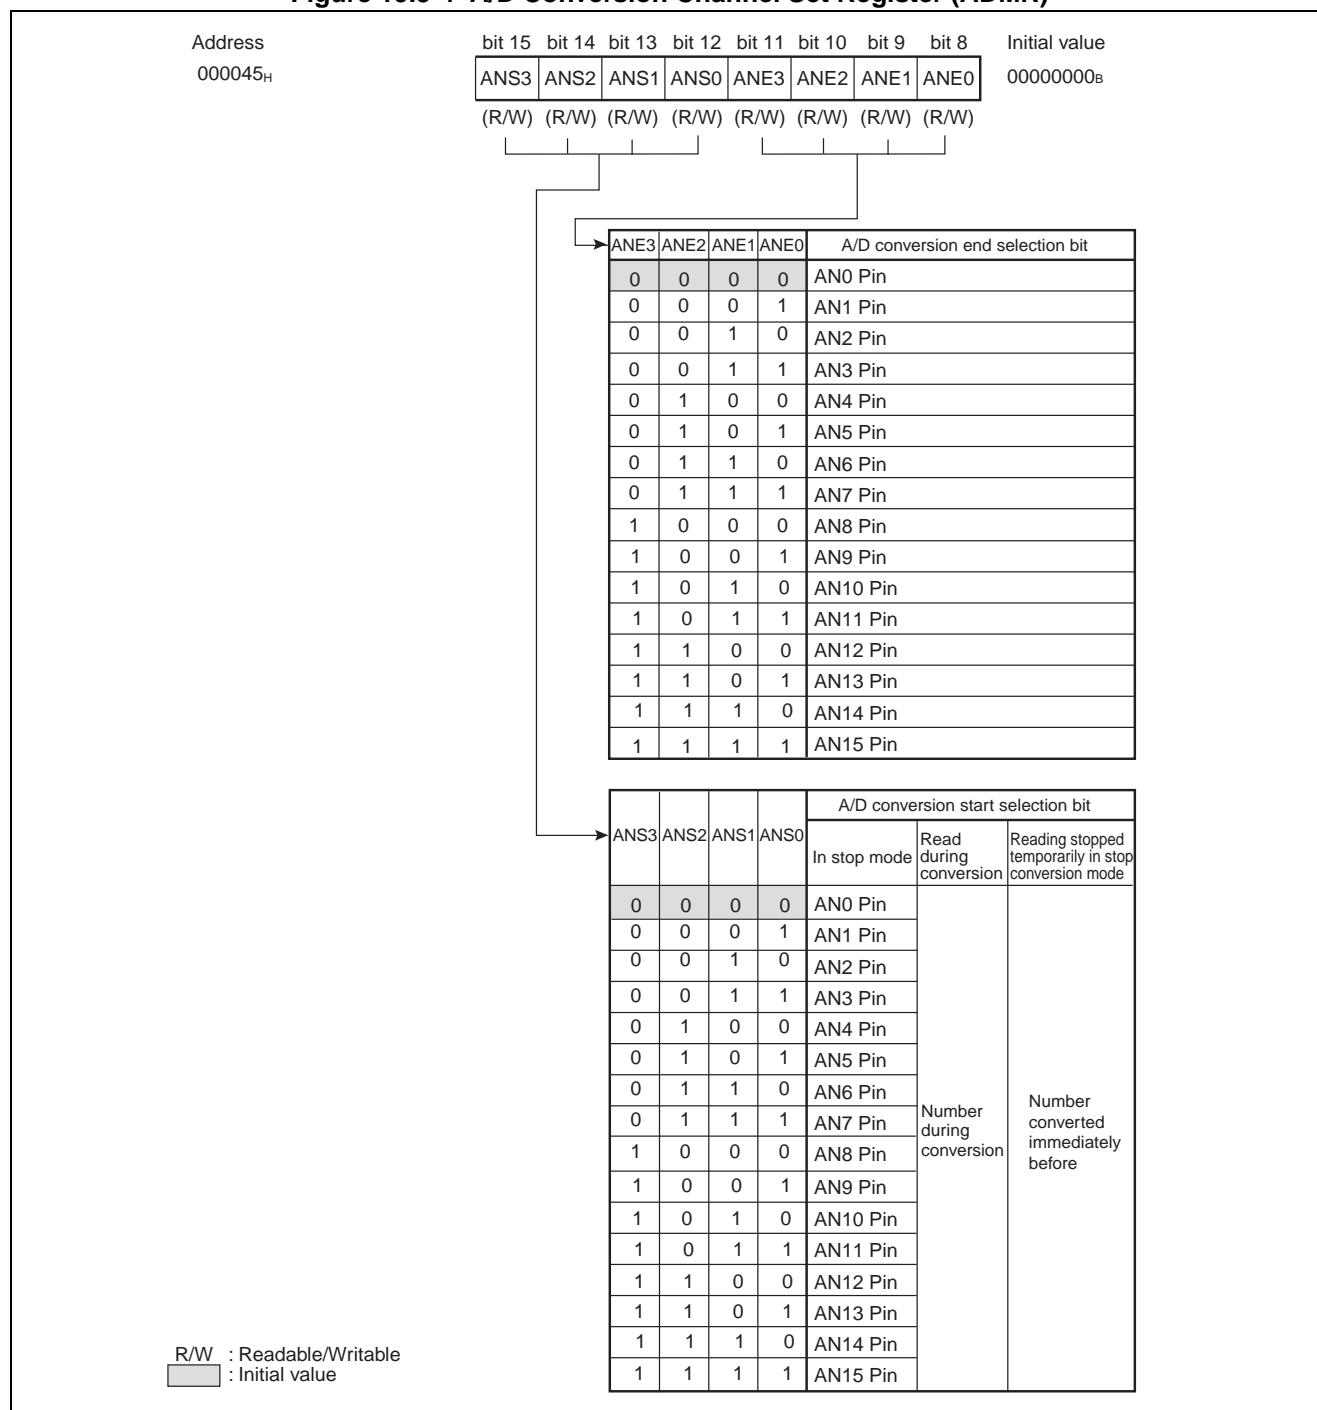 Address bit 15 bit 14 bit 13 bit 12 bit 11 bit 10 bit 9 bit 8 Initial value
000045H ANS3 ANS2 ANS1 ANS0 ANE3 ANE2 ANE1 ANE0 00000000B
(R/W) (R/W) (R/W) (R/W) (R/W) (R/W) (R/W) (R/W)
ANE3 ANE2 ANE1 ANE0 A/D conversion end selection bit
0 0 0 0 AN0 Pin
0 0 0 1 AN1 Pin
0 0 1 0 AN2 Pin
0 0 1 1 AN3 Pin
0 1 0 0 AN4 Pin
0 1 0 1 AN5 Pin
0 1 1 0 AN6 Pin
0 1 1 1 AN7 Pin
1 0 0 0 AN8 Pin
1 0 0 1 AN9 Pin
1 0 1 0 AN10 Pin
1 0 1 1 AN11 Pin
1 1 0 0 AN12 Pin
1 1 0 1 AN13 Pin
1 1 1 0 AN14 Pin
1 1 1 1 AN15 Pin
ANS3 ANS2 ANS1 ANS0 A/D conversion start selection bit
In stop mode
Read
during
conversion
Reading stopped
temporarily in stop
conversion mode
0 0 0 0 AN0 Pin
0 0 0 1 AN1 Pin
0 0 1 0 AN2 Pin
0 0 1 1 AN3 Pin
0 1 0 0 AN4 Pin
0 1 0 1 AN5 Pin
0 1 1 0 AN6 Pin
0 1 1 1 AN7 Pin
1 0 0 0 AN8 Pin
1 0 0 1 AN9 Pin
1 0 1 0 AN10 Pin
1 0 1 1 AN11 Pin
1 1 0 0 AN12 Pin
1 1 0 1 AN13 Pin
1 1 1 0 AN14 Pin
1 1 1 1 AN15 Pin
Number
during
conversion
Number
converted
immediately
before
R/W : Readable/Writable
: Initial value